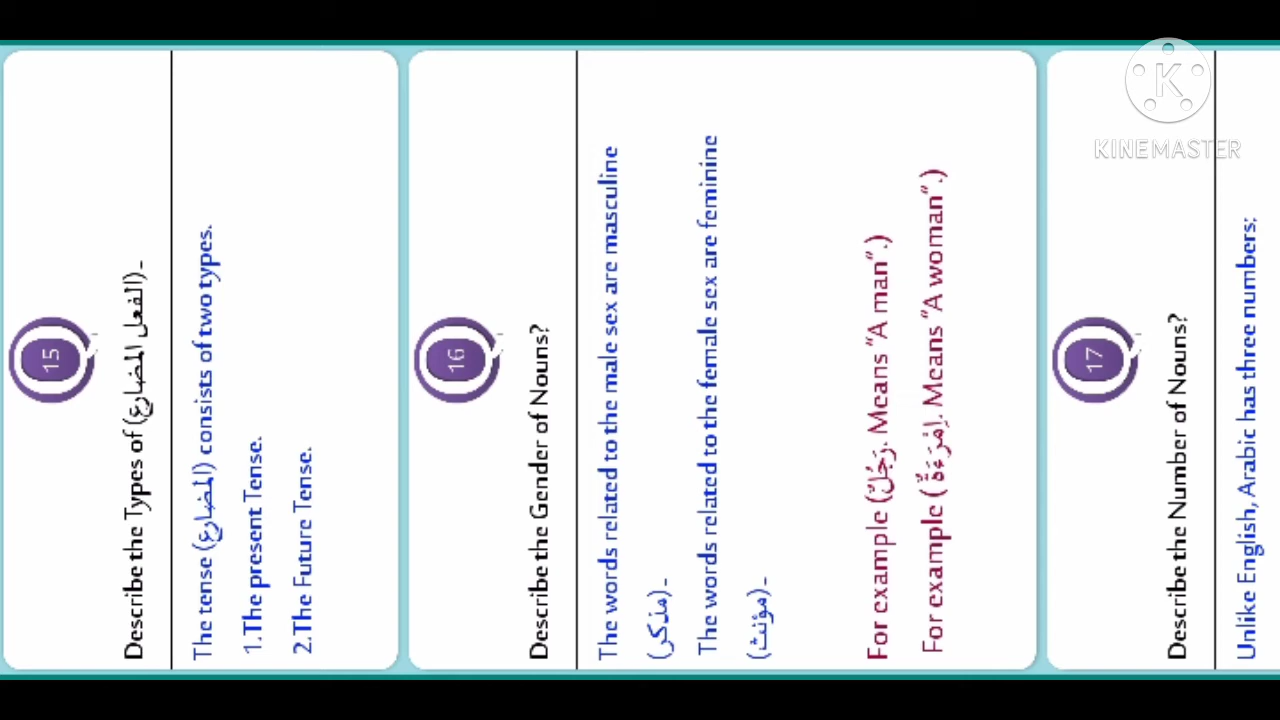 15
Describe the Types of (الفعل المضارع)-
The tense (المضارع) consists of two types.
1.The present Tense.
2.The Future Tense.
16
Describe the Gender of Nouns?
The words related to the male sex are masculine
(مذكر)-
The words related to the female sex are feminine
(مؤنث)-
For example (رَجُلٌ. Means “A man”.)
For example ( اِمْرَءَةٌ. Means “A woman”.)
17
Describe the Number of Nouns?
Unlike English, Arabic has three numbers:
KINEMASTER